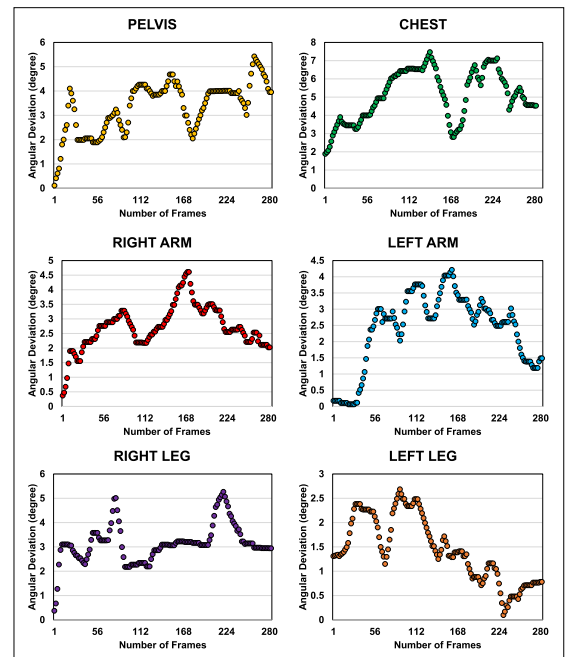 PELVIS
Angular Deviation (degree)
6
5
4
3
2
1
0
1 56 112 168 224 280
Number of Frames
CHEST
Angular Deviation (degree)
8
7
6
5
4
3
2
1
0
1 56 112 168 224 280
Number of Frames
RIGHT ARM
Angular Deviation (degree)
5
4.5
4
3.5
3
2.5
2
1.5
1
0.5
0
1 56 112 168 224 280
Number of Frames
LEFT ARM
Angular Deviation (degree)
4.5
4
3.5
3
2.5
2
1.5
1
0.5
0
1 56 112 168 224 280
Number of Frames
RIGHT LEG
Angular Deviation (degree)
6
5
4
3
2
1
0
1 56 112 168 224 280
Number of Frames
LEFT LEG
Angular Deviation (degree)
3
2.5
2
1.5
1
0.5
0
1 56 112 168 224 280
Number of Frames